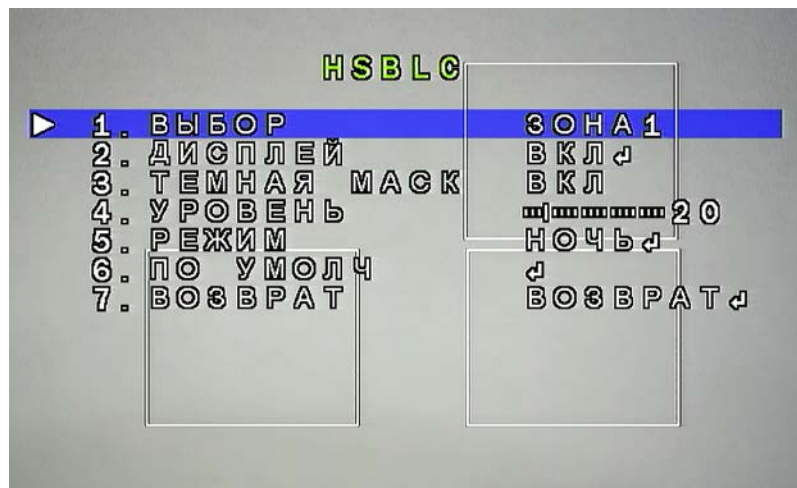 HSBLC
1. ВЫБОР ЗОНА1
2. ДИСПЛЕЙ ВКЛ↲
3. ТЕМНАЯ МАСК ВКЛ
4. УРОВЕНЬ 20
5. РЕЖИМ НОЧЬ↲
6. ПО УМОЛЧ ↲
7. ВОЗВРАТ ВОЗВРАТ↲